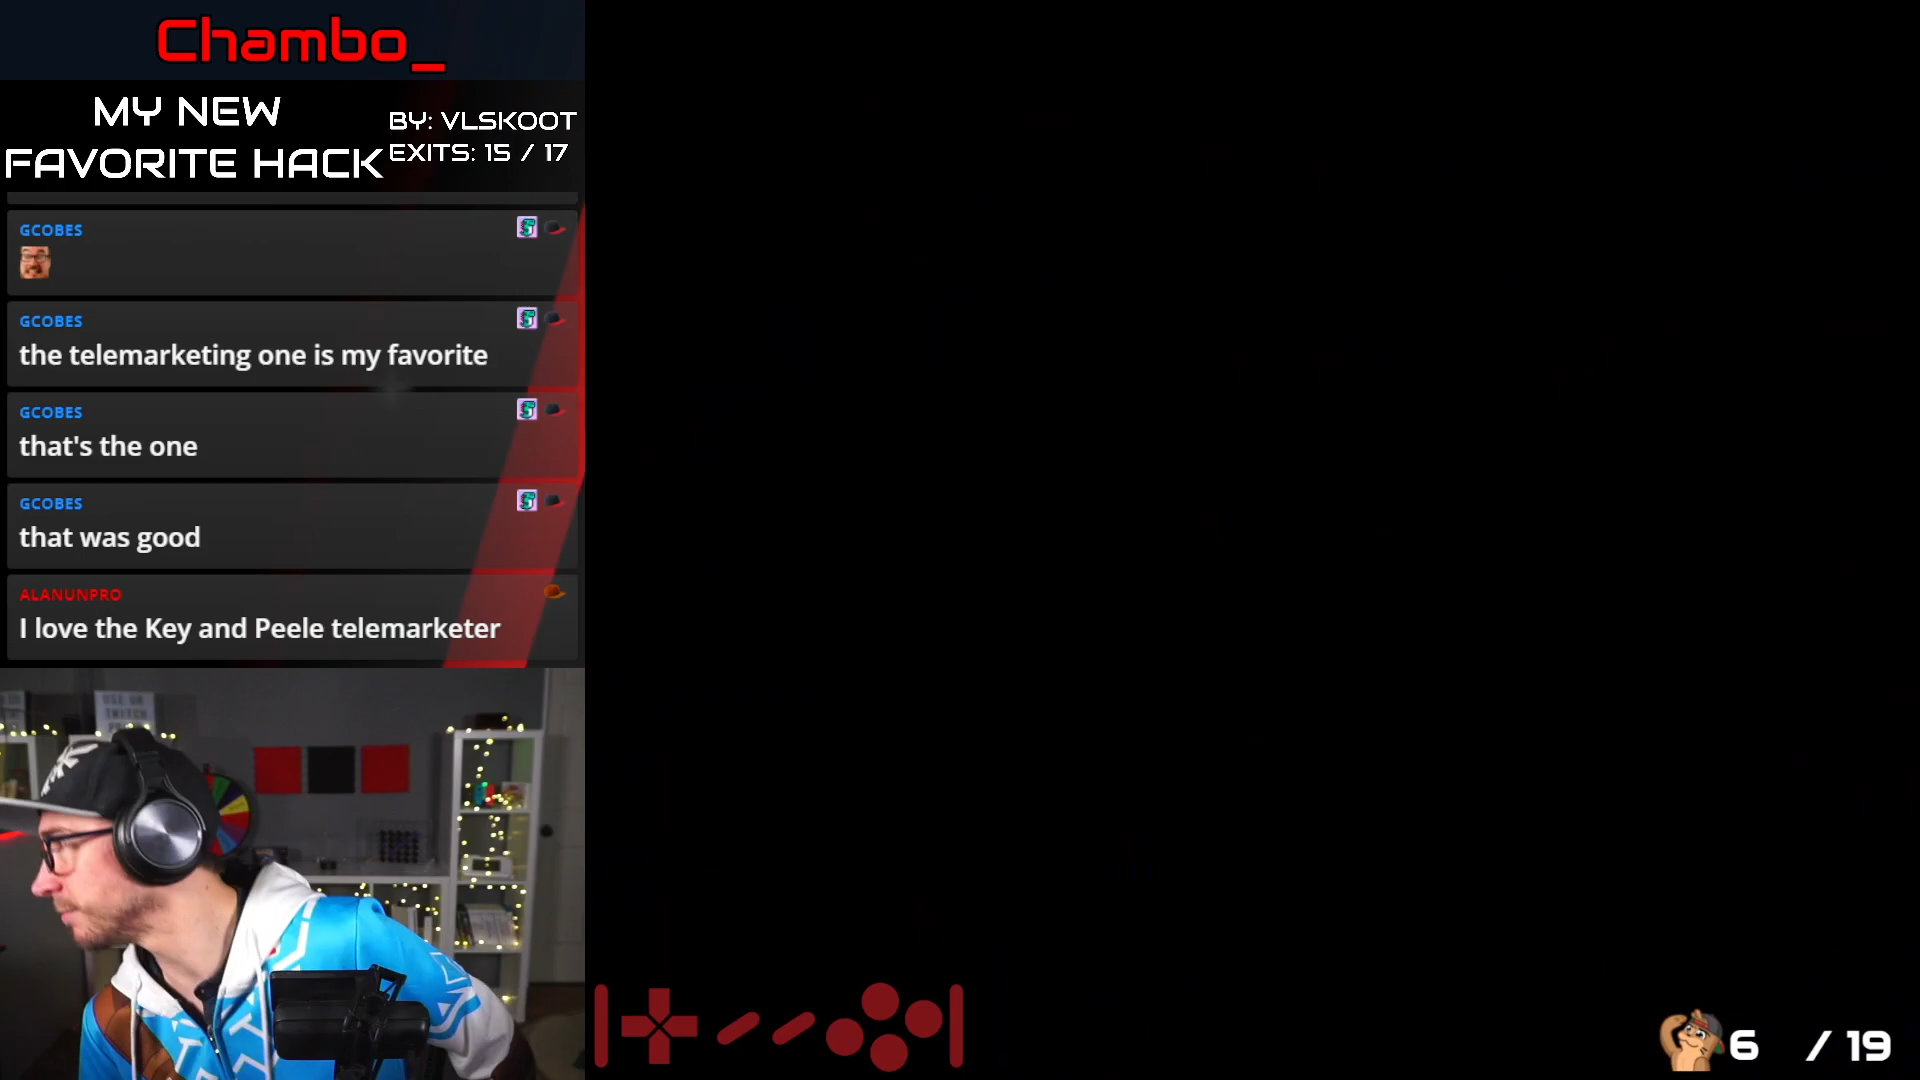 Chambo_
MY NEW
FAVORITE HACK
BY: VLSKOOT
EXITS: 15 / 17
GCOBES
GCOBES
the telemarketing one is my favorite
GCOBES
that's the one
GCOBES
that was good
ALANUNPRO
I love the Key and Peele telemarketer
6 / 19